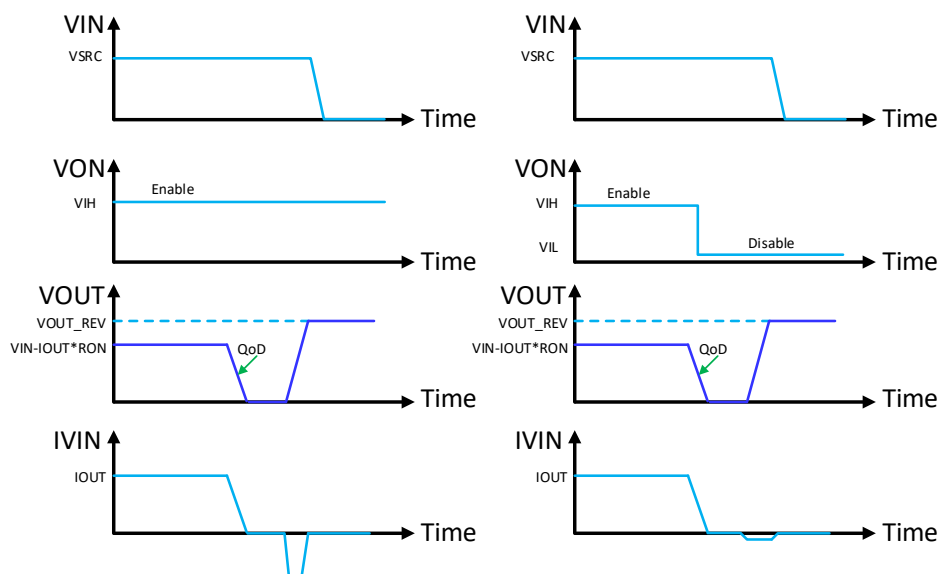 VIN
VSRC
Time
VON
Enable
VIH
Time
VOUT
VOUT_REV
VIN-IOUT*RON
QoD
Time
IVIN
IOUT
Time
VIN
VSRC
Time
VON
Enable
VIH
VIL
Disable
Time
VOUT
VOUT_REV
VIN-IOUT*RON
QoD
Time
IVIN
IOUT
Time